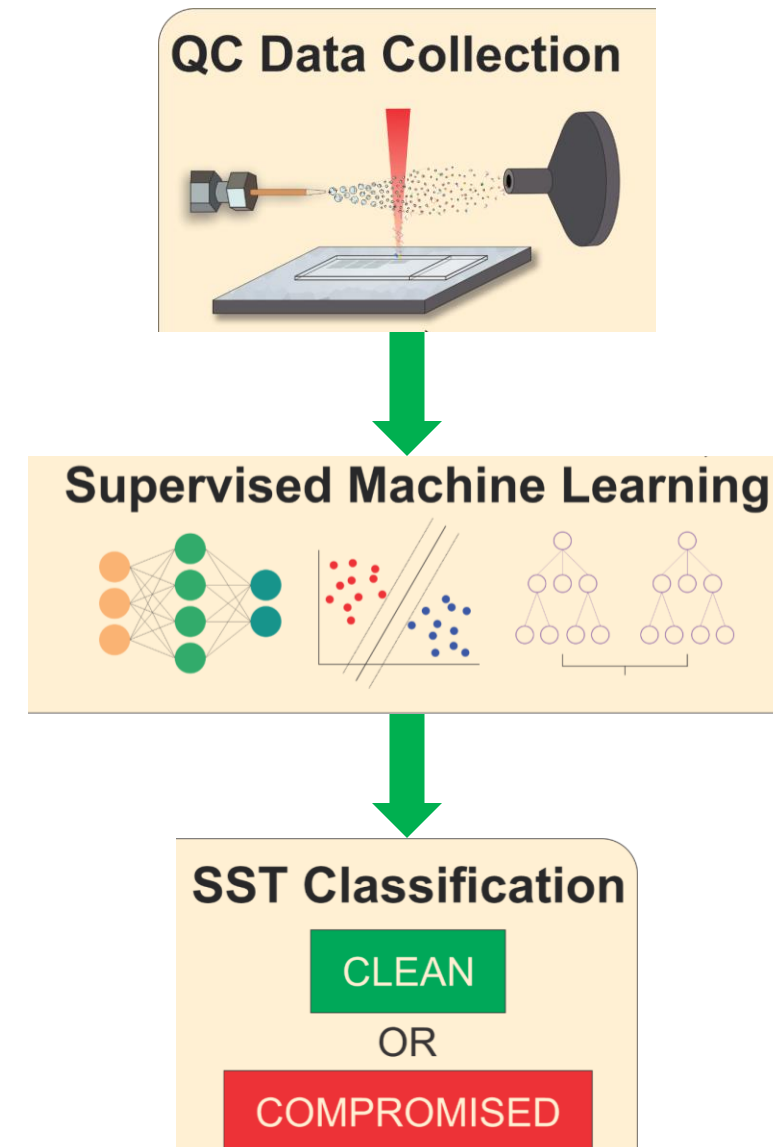 QC Data Collection
Supervised Machine Learning
SST Classification
CLEAN
OR
COMPROMISED